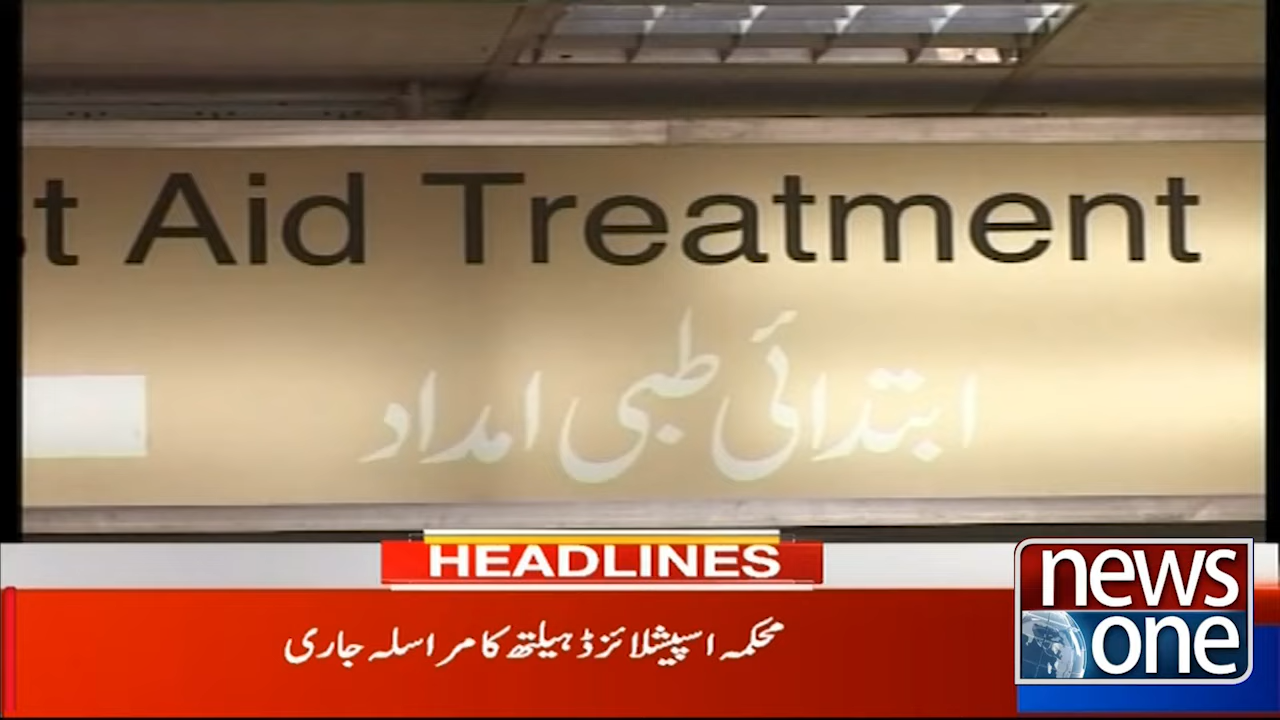 t Aid Treatment
ابتدائی طبی امداد
HEADLINES
محکمہ اسپیشلائزڈ ہیلتھ کا مراسلہ جاری
news
one